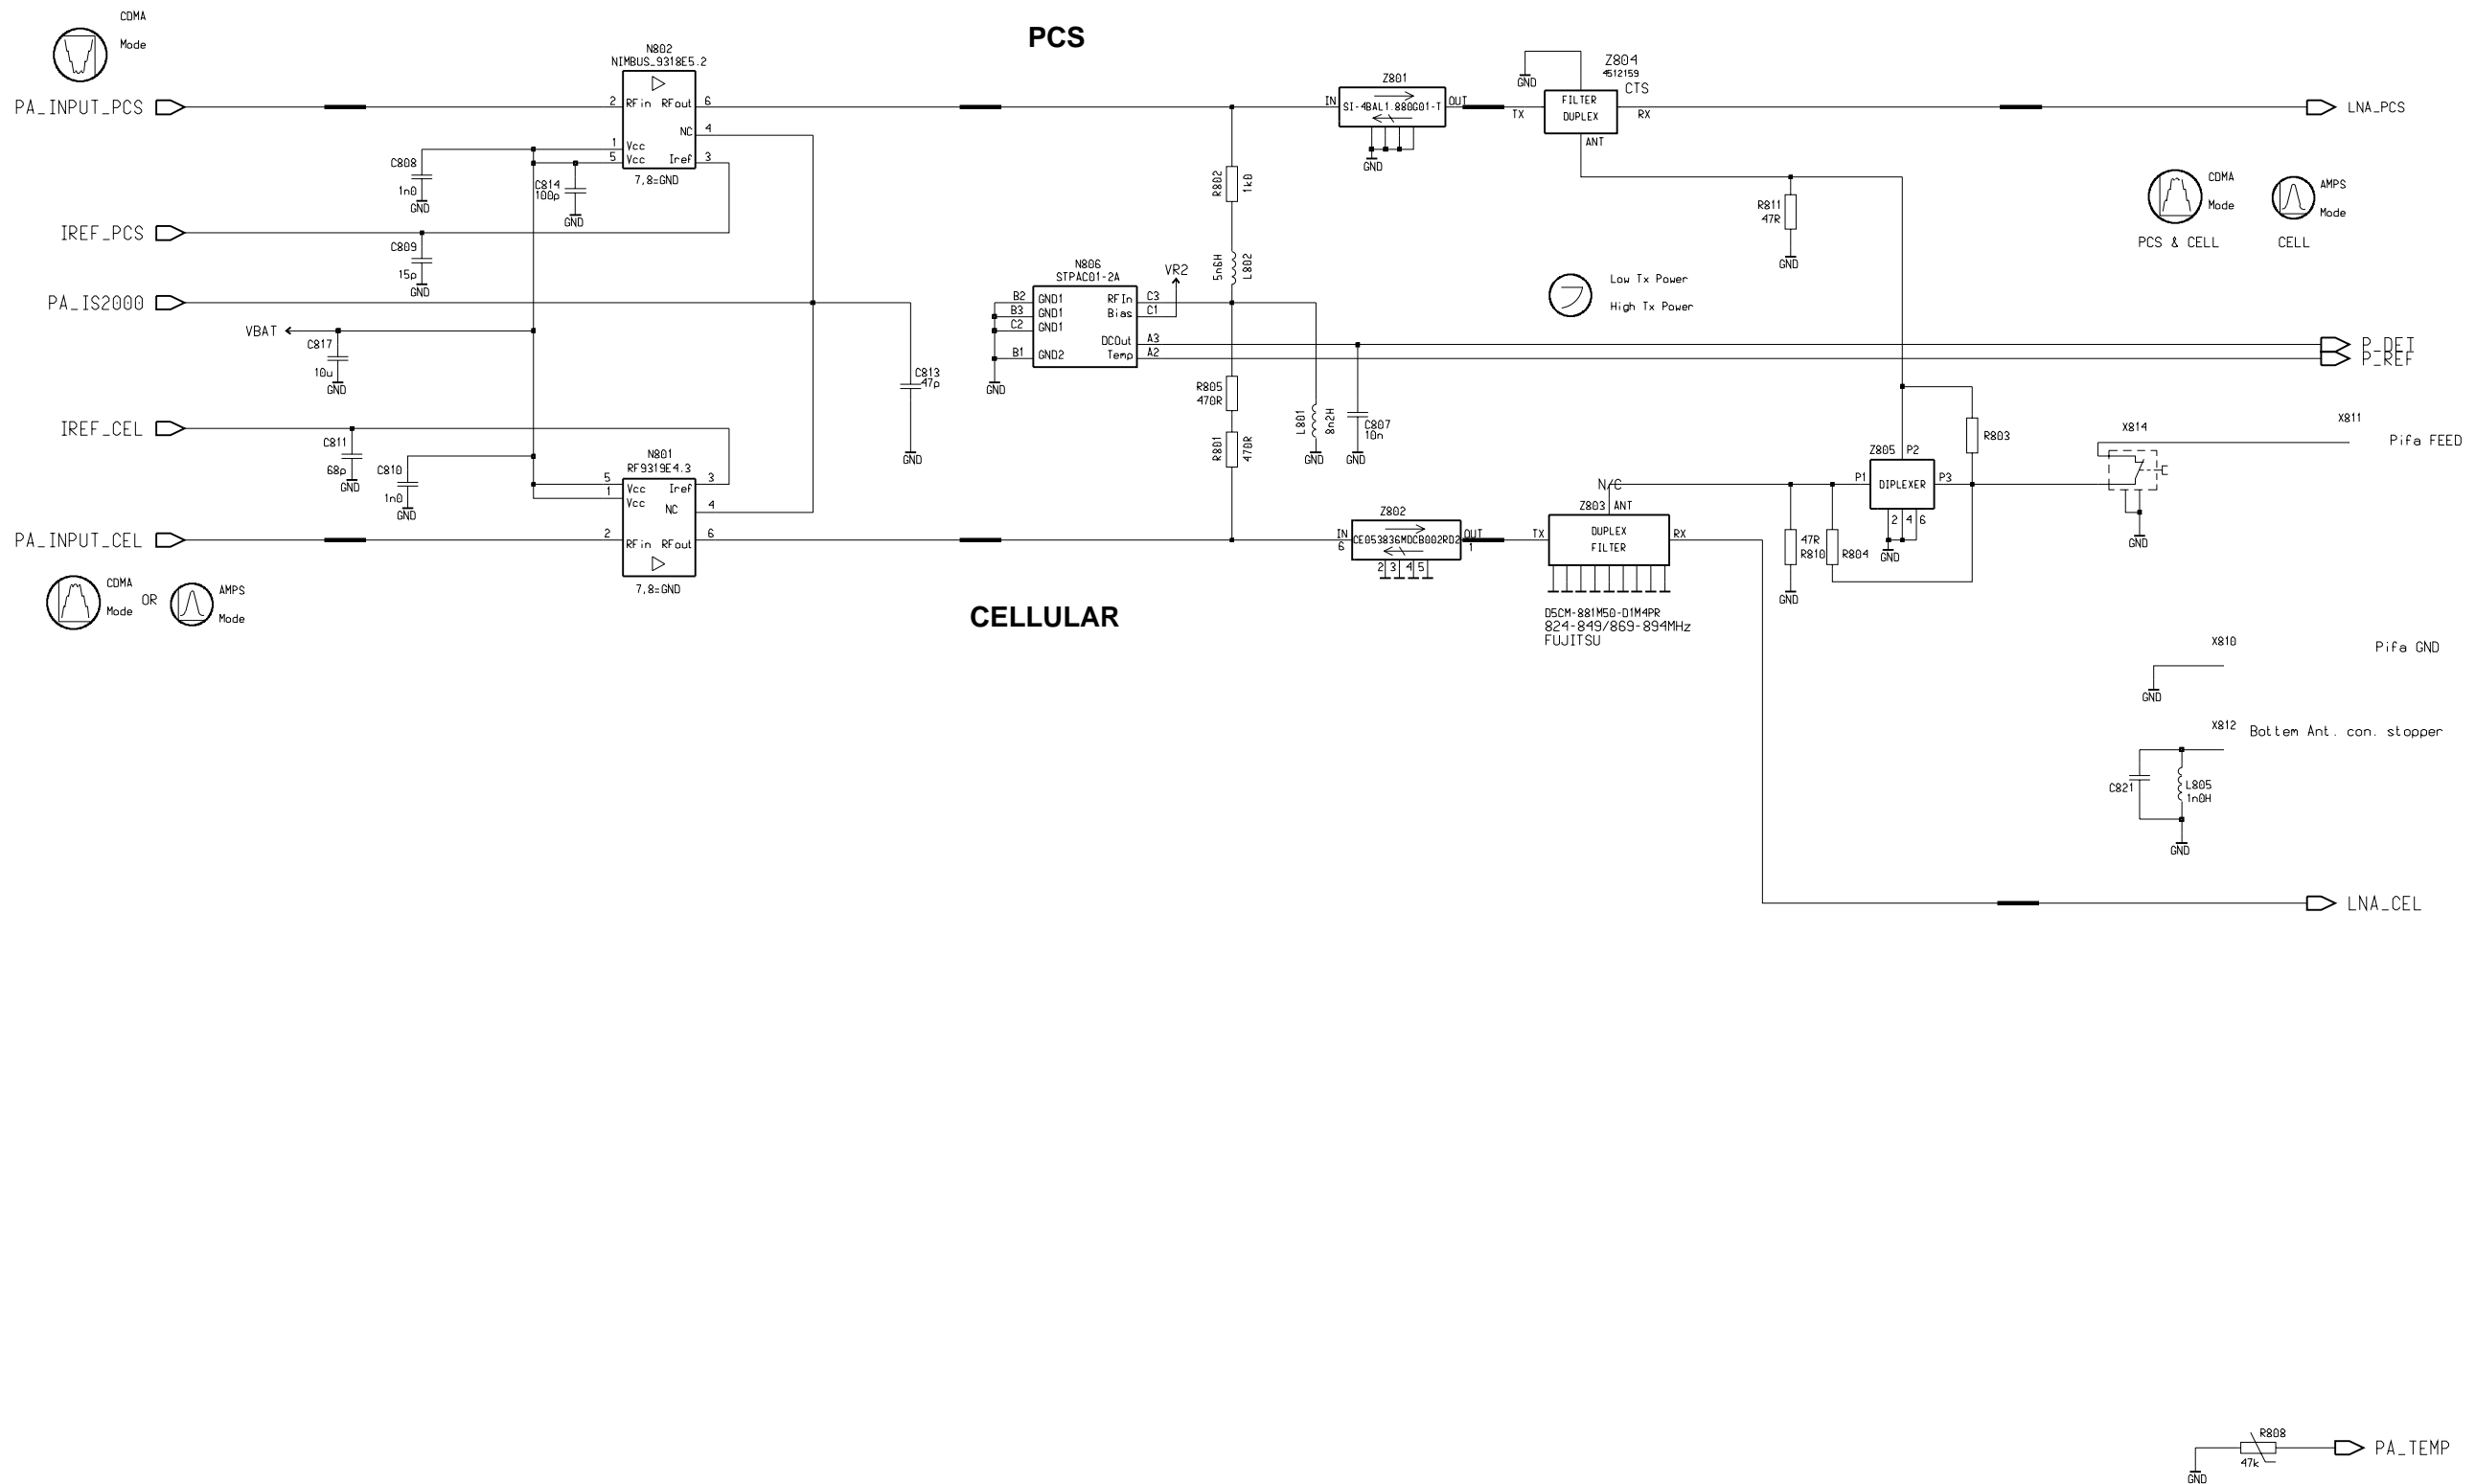 CDMA
Mode
PCS
N802
NIMBUS_9318E5.2
PA_INPUT_PCS
2 RFin RFout 6
NC 4
1 Vcc
5 Vcc Iref 3
7,8=GND
C808
1n0
GND
C814
100p
GND
IREF_PCS
C809
15p
GND
PA_IS2000
VBAT
C817
10u
GND
C813
47p
GND
IREF_CEL
C811
68p
GND
C810
1n0
GND
N801
RF9319E4.3
5 Vcc Iref 3
1 Vcc
NC 4
PA_INPUT_CEL
2 RFin RFout 6
7,8=GND
CDMA
Mode
OR
AMPS
Mode
CELLULAR
R802
1k0
5n6H
L802
N806
STPAC01-2A
VR2
B2 GND1 RFIn C3
B3 GND1 Bias C1
C2 GND1
DCOut A3
B1 GND2 Temp A2
GND
R805
470R
R801
470R
L801
8n2H
GND
C807
10n
GND
Z801
IN SI-4BAL1.880G01-T OUT
GND
GND
Z804
4512159
CTS
FILTER
DUPLEX
TX
RX
ANT
LNA_PCS
R811
47R
GND
CDMA
Mode
AMPS
Mode
PCS & CELL
CELL
Low Tx Power
High Tx Power
P_DET
P_REF
Z802
IN CE053836MDCB002RD2 OUT
6
1
2 3 4 5
N/C
Z803 ANT
TX
DUPLEX
FILTER
RX
D5CM-881M50-D1M4PR
824-849/869-894MHz
FUJITSU
47R
R810
GND
R804
Z805 P2
P1 DIPLEXER P3
2 4 6
GND
R803
X814
GND
X811
Pifa FEED
X810
Pifa GND
GND
X812
Bottem Ant. con. stopper
C821
L805
1n0H
GND
LNA_CEL
R808
47k
GND
PA_TEMP